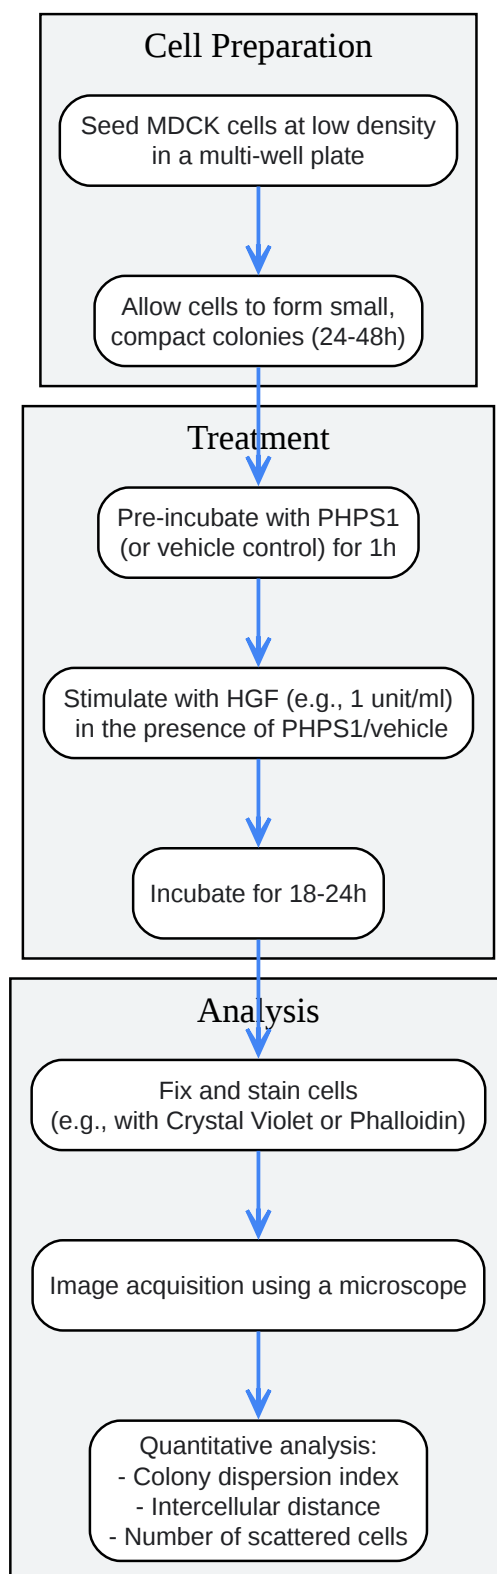 Cell Preparation
Seed MDCK cells at low density
in a multi-well plate
Allow cells to form small,
compact colonies (24-48h)
Treatment
Pre-incubate with PHPS1
(or vehicle control) for 1h
Stimulate with HGF (e.g., 1 unit/ml)
in the presence of PHPS1/vehicle
Incubate for 18-24h
Analysis
Fix and stain cells
(e.g., with Crystal Violet or Phalloidin)
Image acquisition using a microscope
Quantitative analysis:
- Colony dispersion index
- Intercellular distance
- Number of scattered cells